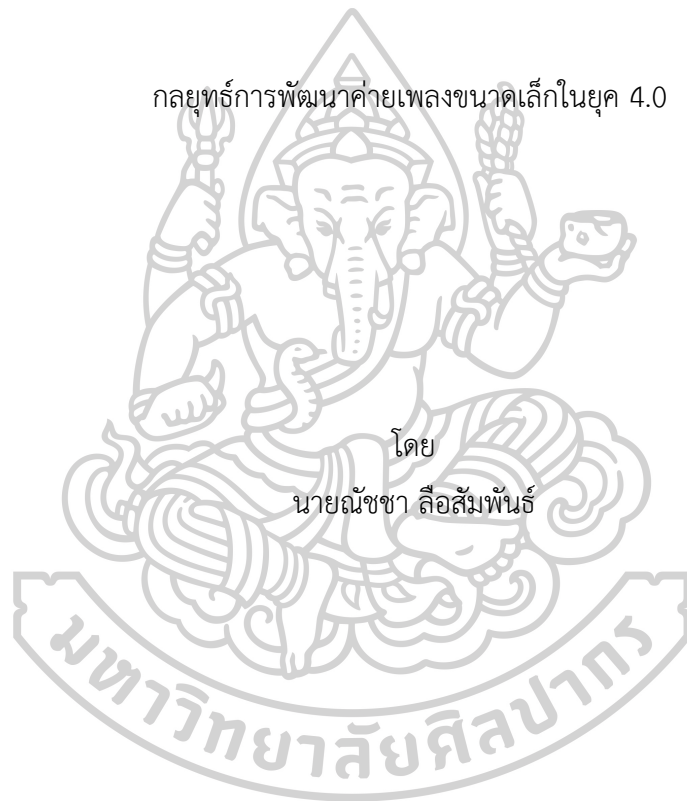 กลยุทธ์การพัฒนาค่ายเพลงขนาดเล็กในยุค 4.0
โดย
นายณัชชา ลือสัมพันธ์
มหาวิทยาลัยศิลปากร